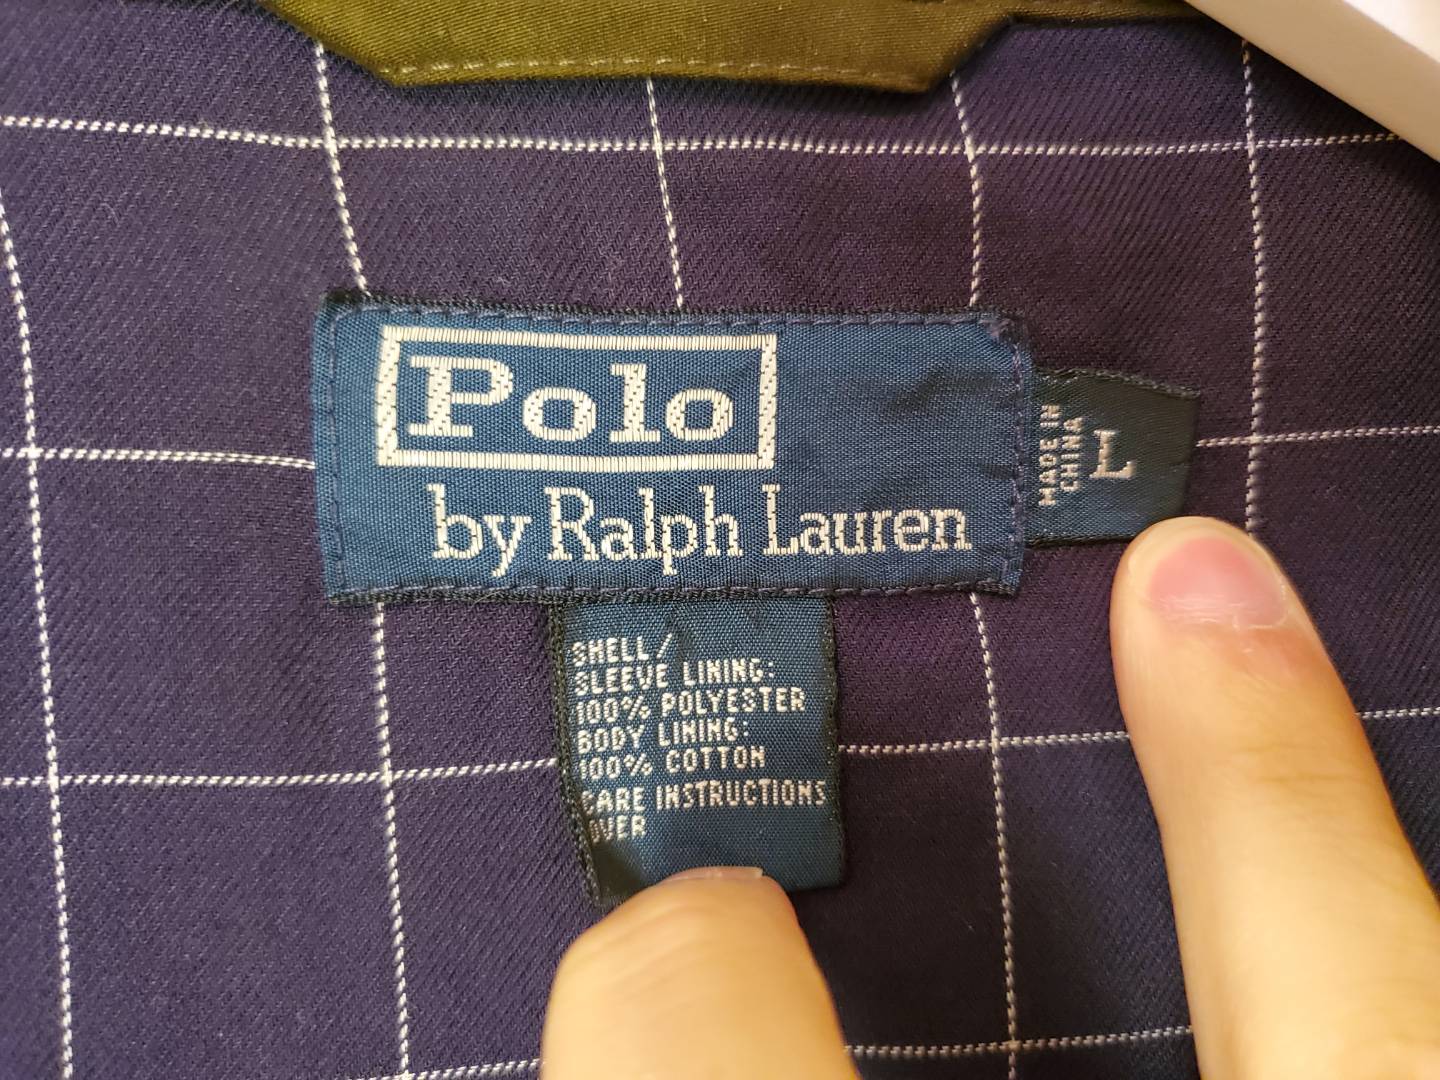 Polo
by Ralph Lauren
MADE IN
CHINA
L
SHELL/
SLEEVE LINING:
100% POLYESTER
BODY LINING:
100% COTTON
CARE INSTRUCTIONS
OVER